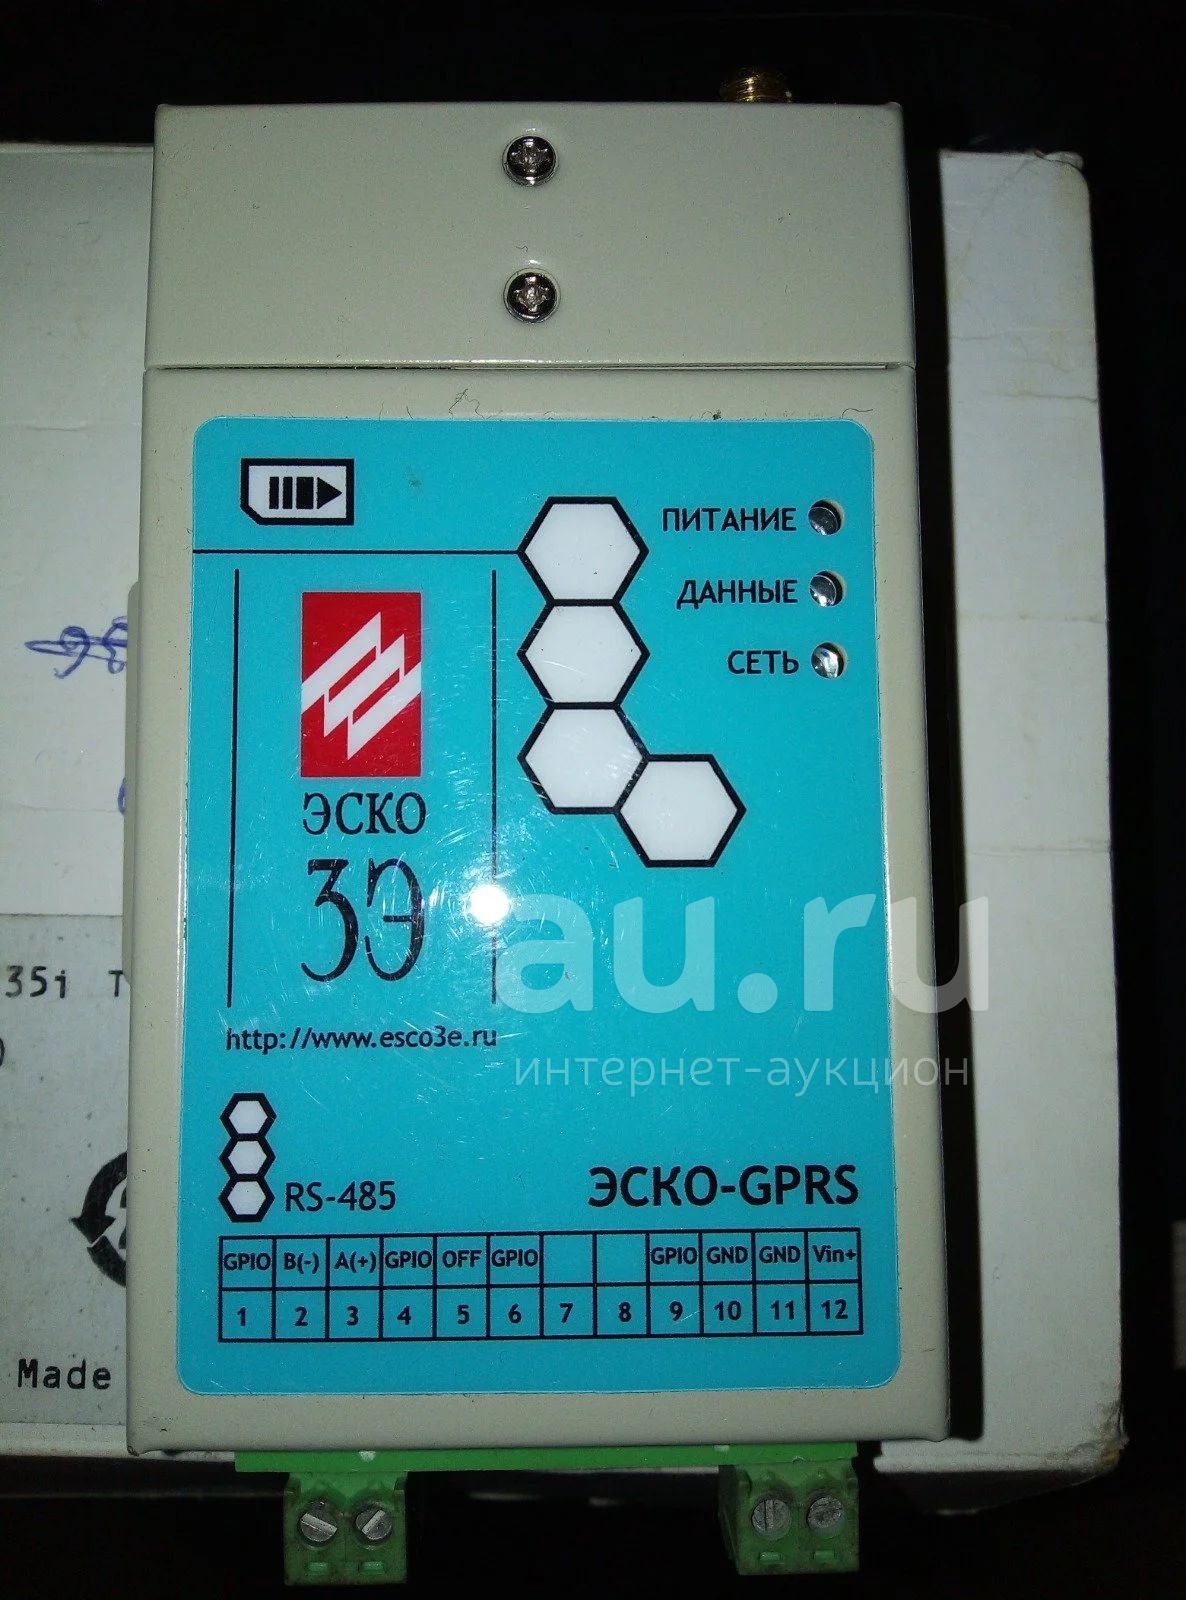 ПИТАНИЕ
ДАННЫЕ
СЕТЬ
ЭСКО
3Э
http://www.esco3e.ru
au.ru
интернет-аукцион
35i T
RS-485
ЭСКО-GPRS
GPIO B(-) A(+) GPIO OFF GPIO GPIO GND GND Vin+
1 2 3 4 5 6 7 8 9 10 11 12
Made